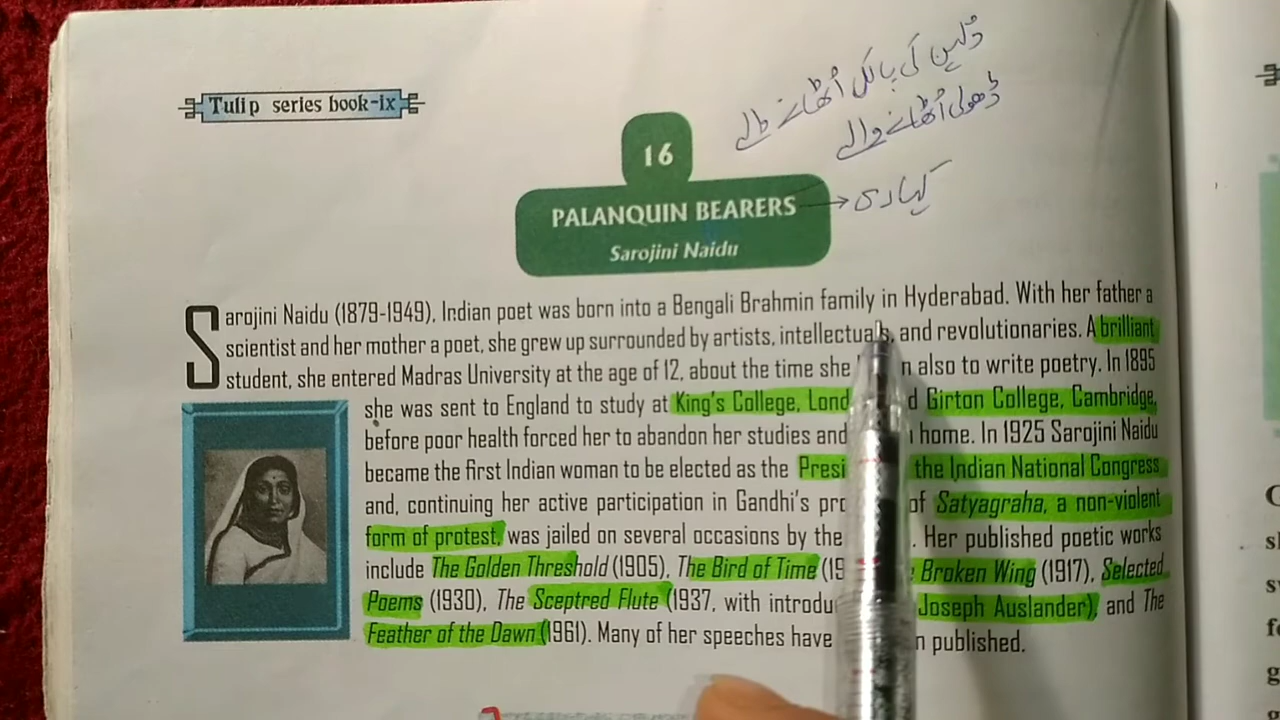 Tulip series book-ix
دلہن کی پالکی اُٹھانے والے
ڈھولی اُٹھانے والے
16
PALANQUIN BEARERS
کہاری
Sarojini Naidu
Sarojini Naidu (1879-1949), Indian poet was born into a Bengali Brahmin family in Hyderabad. With her father a
scientist and her mother a poet, she grew up surrounded by artists, intellectuals, and revolutionaries. A brilliant
student, she entered Madras University at the age of 12, about the time she also to write poetry. In 1895
she was sent to England to study at King's College, Lond Girton College, Cambridge,
before poor health forced her to abandon her studies and home. In 1925 Sarojini Naidu
became the first Indian woman to be elected as the Presi the Indian National Congress
and, continuing her active participation in Gandhi's of Satyagraha, a non-violent
form of protest, was jailed on several occasions by the . Her published poetic works
include The Golden Threshold (1905), The Bird of Time (19 Broken Wing (1917), Selected
Poems (1930), The Sceptred Flute (1937, with introdu Joseph Auslander), and The
Feather of the Dawn (1961). Many of her speeches have published.